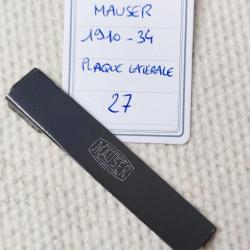 MAUSER
1910-34
PLAQUE LATERALE
27
MAUSER